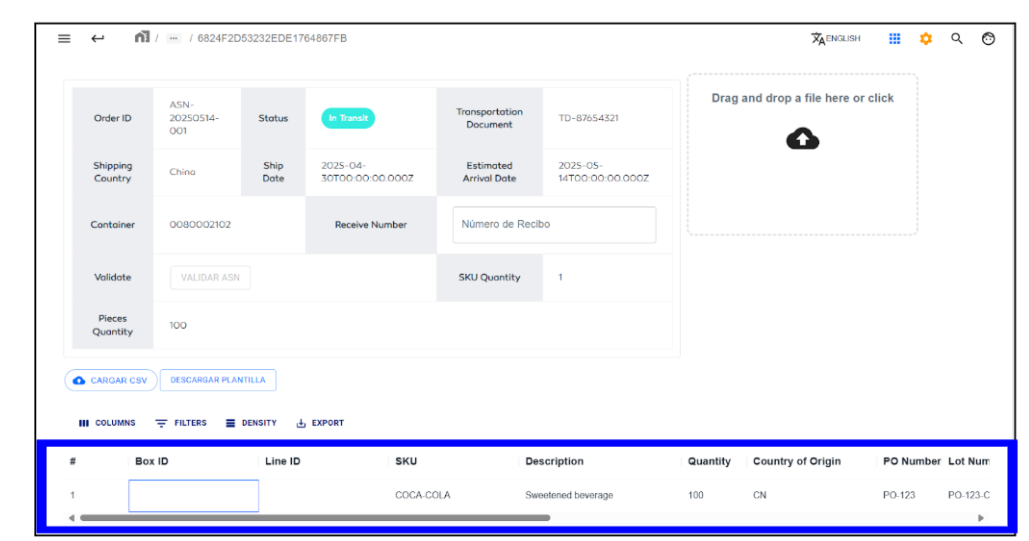 / ... / 6824F2D53232EDE1764867FB ENGLISH
Drag and drop a file here or click
Order ID ASN-20250514-001 Status In Transit Transportation Document TD-87654321
Shipping Country China Ship Date 2025-04-30T00:00:00.000Z Estimated Arrival Date 2025-05-14T00:00:00.000Z
Container 0080002102 Receive Number Número de Recibo
Validate VALIDAR ASN SKU Quantity 1
Pieces Quantity 100
CARGAR CSV DESCARGAR PLANTILLA
COLUMNS FILTERS DENSITY EXPORT
# Box ID Line ID SKU Description Quantity Country of Origin PO Number Lot Num
1 COCA-COLA Sweetened beverage 100 CN PO-123 PO-123-C